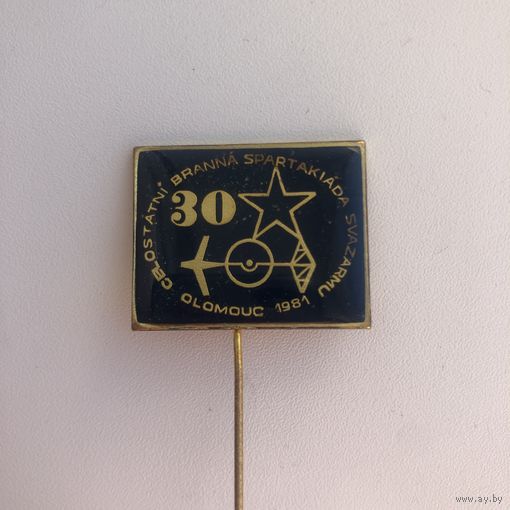 CELOSTÁTNÍ BRANNÁ SPARTAKIÁDA SVAZARMU
30
OLOMOUC 1981
www.ay.by